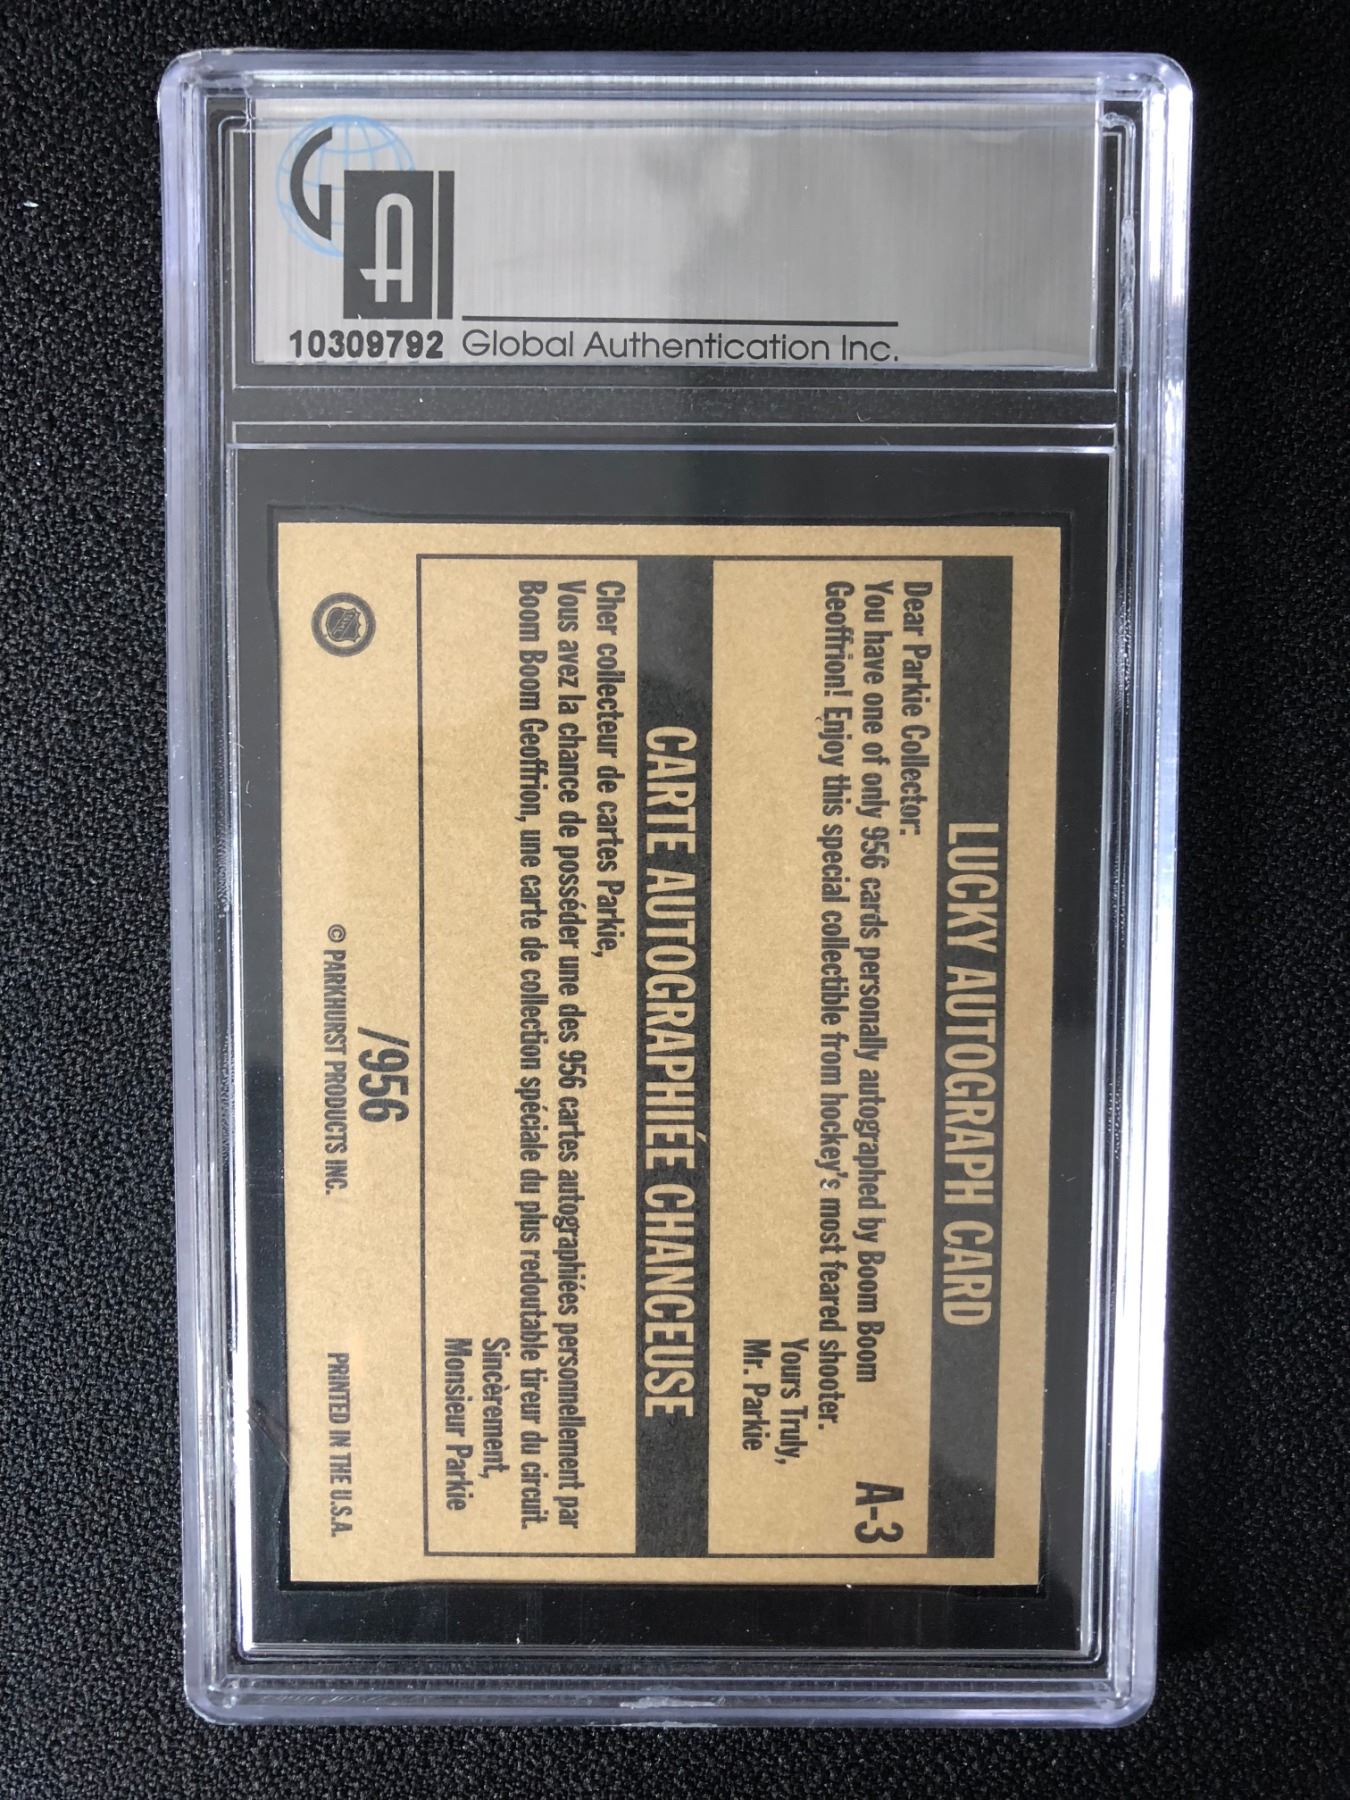 GA
10309792
Global Authentication Inc.
LUCKY AUTOGRAPH CARD
A-3
Dear Parkie Collector:
You have one of only 956 cards personally autographed by Boom Boom
Geoffrion! Enjoy this special collectible from hockey's most feared shooter.
Yours Truly,
Mr. Parkie
CARTE AUTOGRAPHIÉE CHANCEUSE
Cher collecteur de cartes Parkie,
Vous avez la chance de posséder une des 956 cartes autographiées personnellement par
Boom Boom Geoffrion, une carte de collection spéciale du plus redoutable tireur du circuit.
Sincèrement,
Monsieur Parkie
/956
© PARKHURST PRODUCTS INC.
PRINTED IN THE U.S.A.